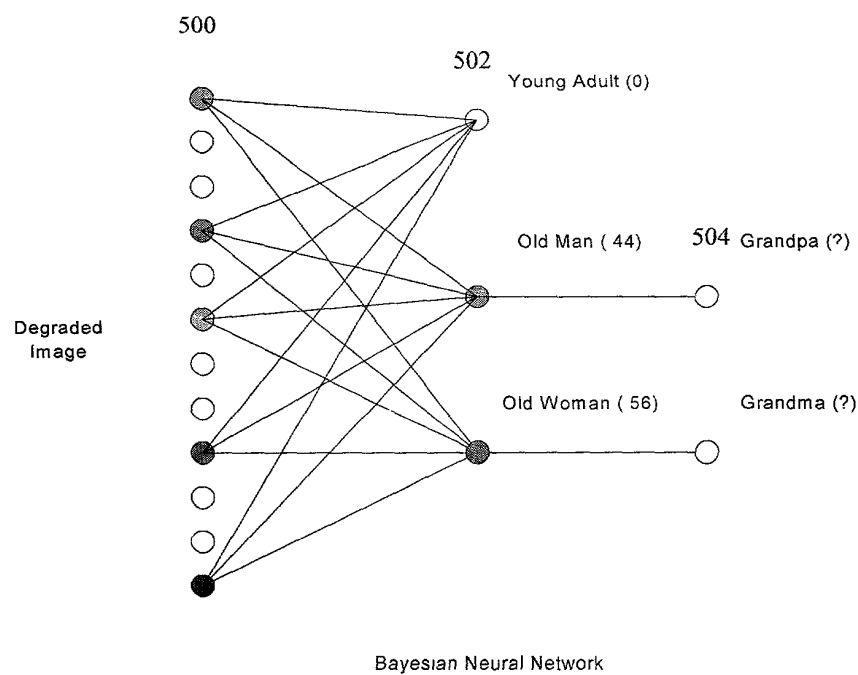 500
502
Young Adult (0)
Old Man ( 44)
504 Grandpa (?)
Degraded
Image
Old Woman ( 56)
Grandma (?)
Bayesian Neural Network